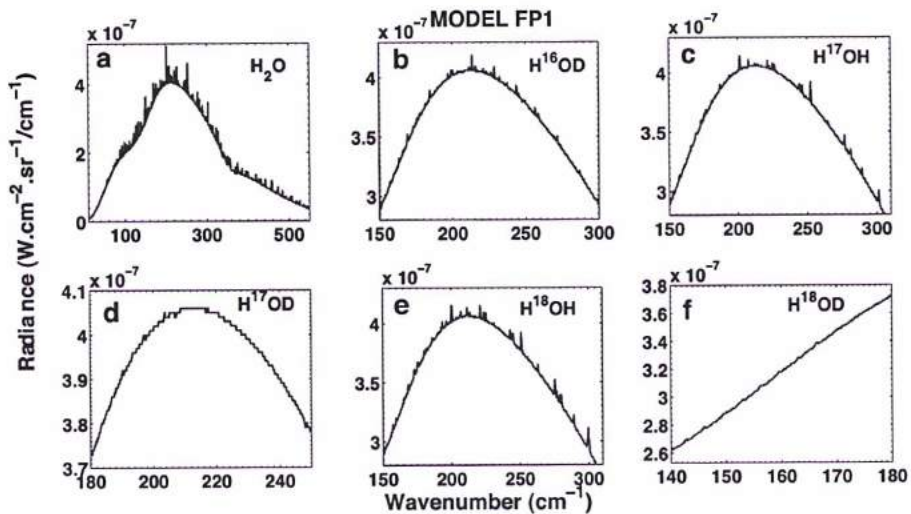 MODEL FP1
Radiance (W.cm⁻².sr⁻¹/cm⁻¹)
x 10⁻⁷
a
H₂O
4
2
0
100 300 500
x 10⁻⁷
b
H¹⁶OD
4
3.5
3
150 200 250 300
x 10⁻⁷
c
H¹⁷OH
4
3.5
3
150 200 250 300
x 10⁻⁷
d
H¹⁷OD
4.1
4
3.9
3.8
3.7
180 200 220 240
x 10⁻⁷
e
H¹⁸OH
4
3.5
3
150 200 250 300
x 10⁻⁷
f
H¹⁸OD
3.8
3.6
3.4
3.2
3
2.8
2.6
140 150 160 170 180
Wavenumber (cm⁻¹)